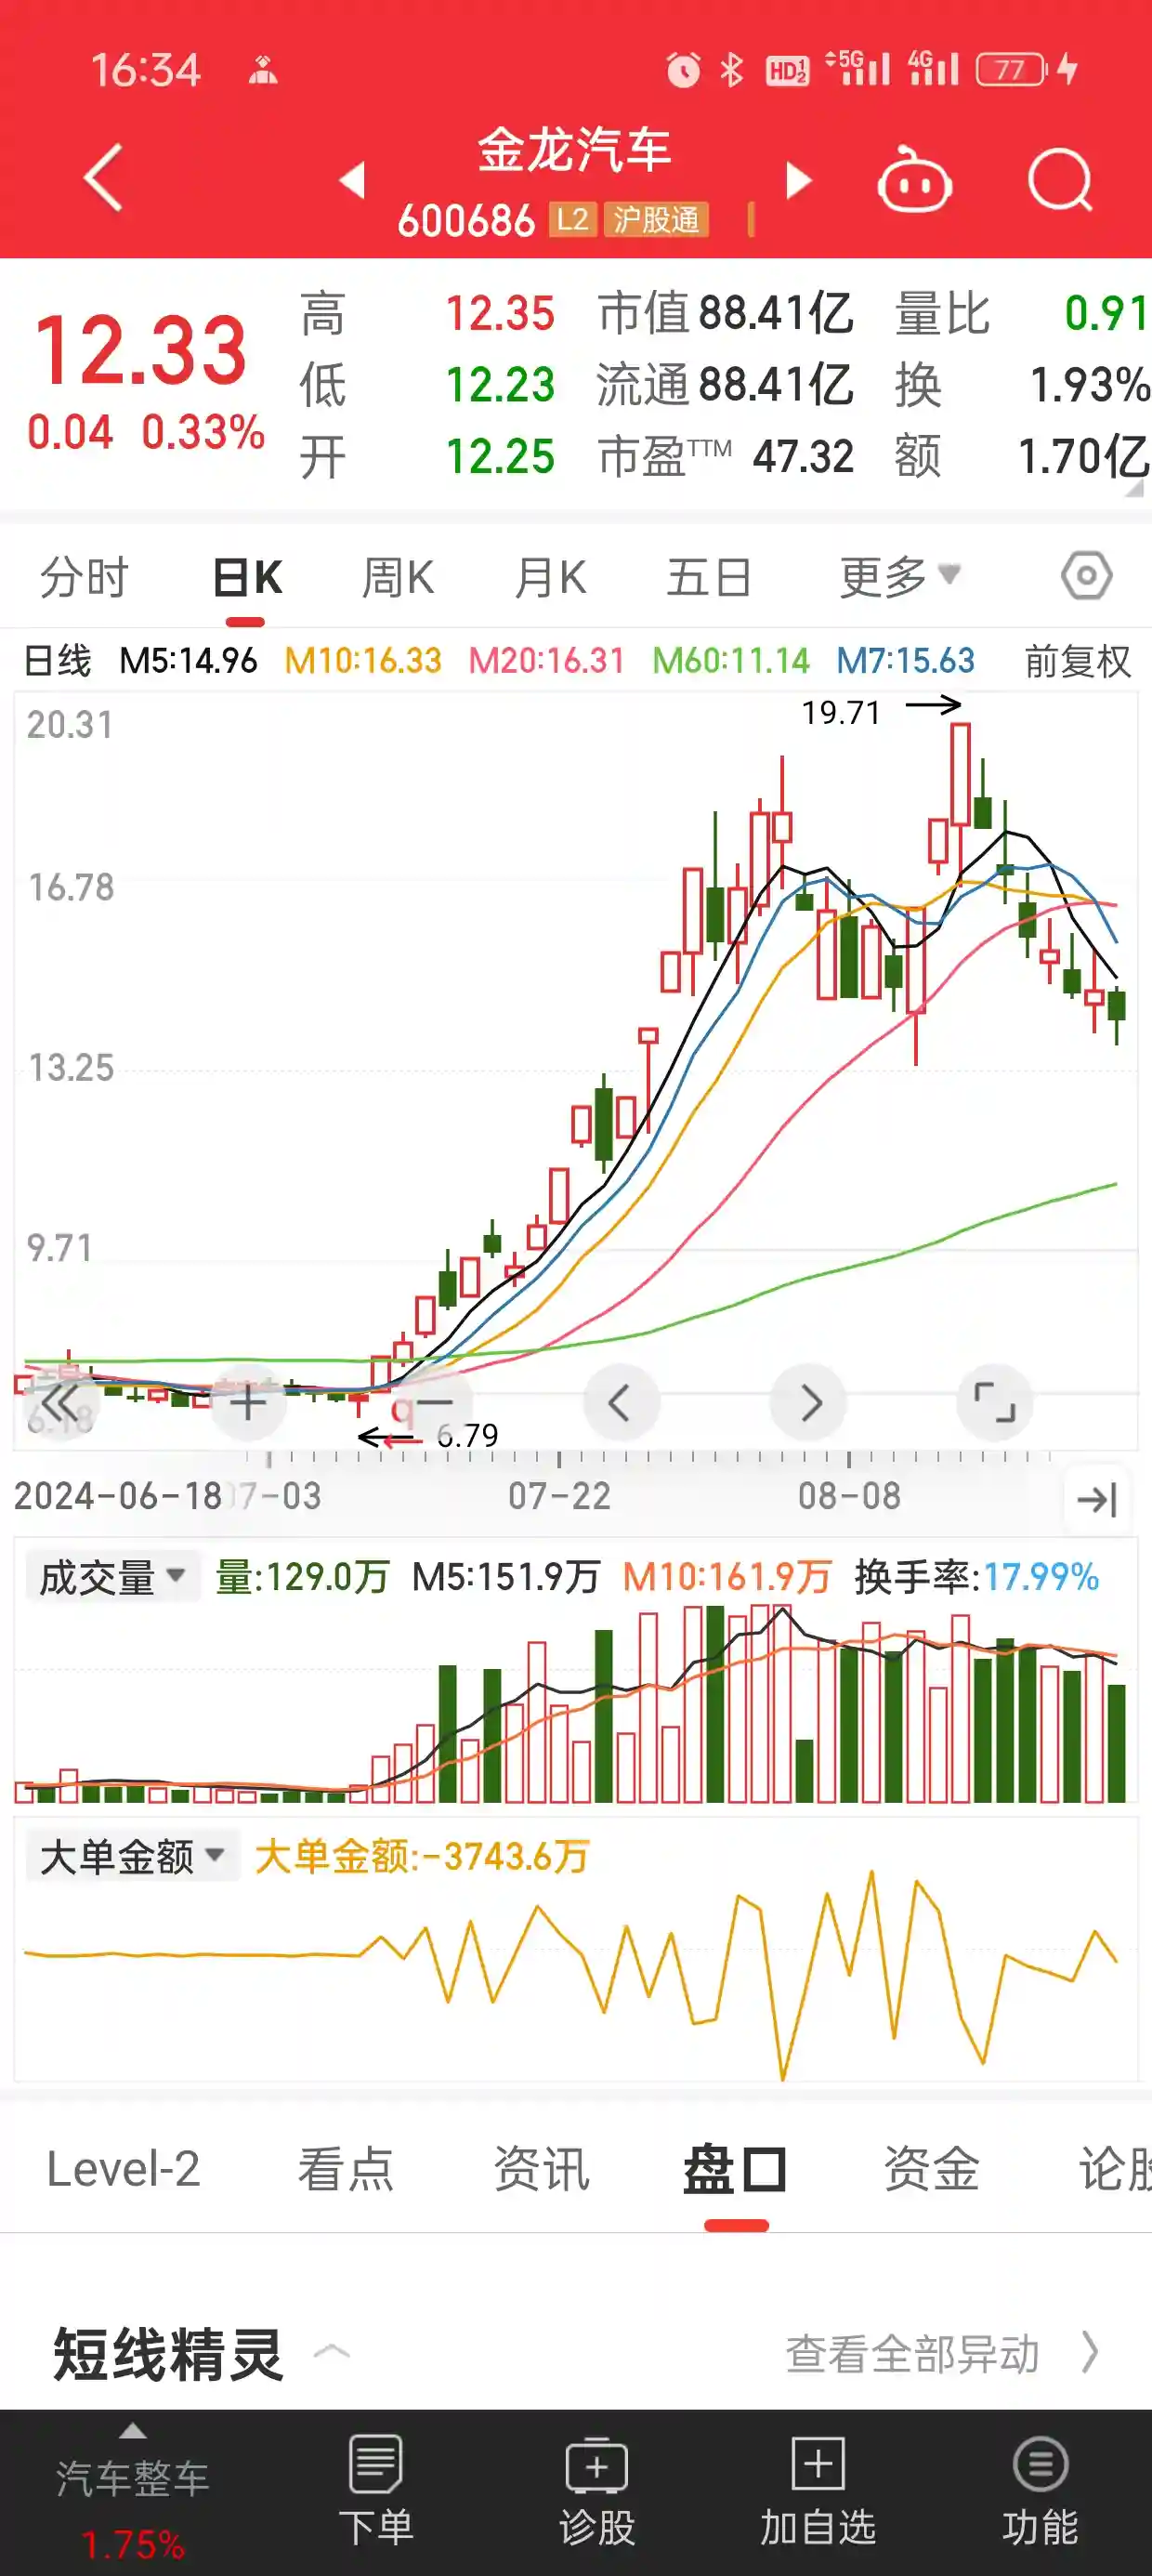 16:34 HD 1 2 5G 4G 77
金龙汽车
600686 L2 沪股通
12.33
0.04 0.33%
高 12.35 市值 88.41亿 量比 0.91
低 12.23 流通 88.41亿 换 1.93%
开 12.25 市盈TTM 47.32 额 1.70亿
分时 日K 周K 月K 五日 更多
日线 M5:14.96 M10:16.33 M20:16.31 M60:11.14 M7:15.63 前复权
20.31
19.71
16.78
13.25
9.71
6.18
q
6.79
2024-06-18 07-03 07-22 08-08
成交量 量:129.0万 M5:151.9万 M10:161.9万 换手率:17.99%
大单金额 大单金额:-3743.6万
Level-2 看点 资讯 盘口 资金 论股
短线精灵 查看全部异动
汽车整车 下单 诊股 加自选 功能
1.75%